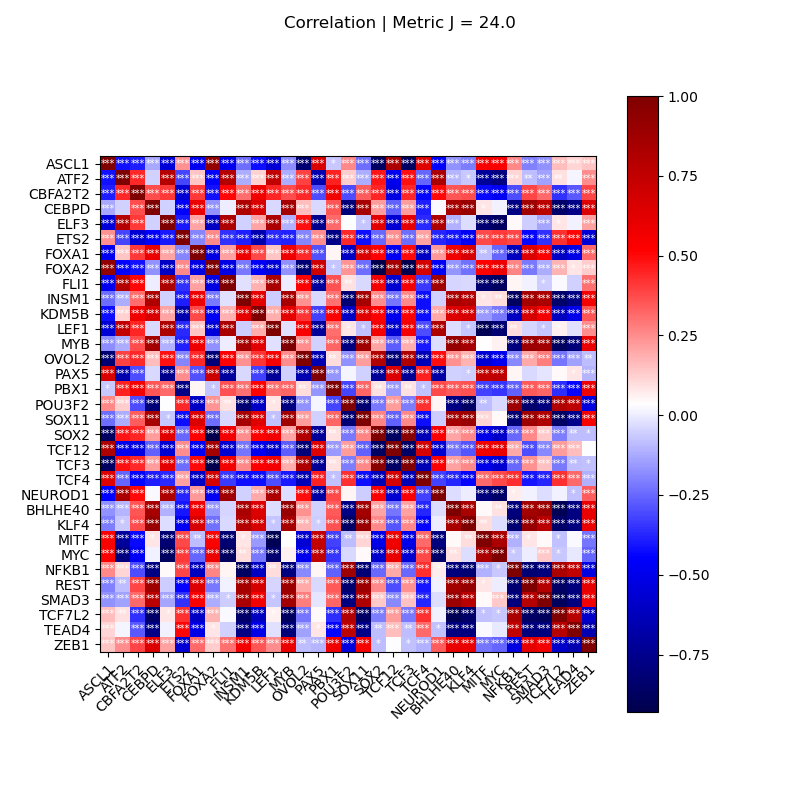 Correlation | Metric J = 24.0
ASCL1
ATF2
CBFA2T2
CEBPD
ELF3
ETS2
FOXA1
FOXA2
FLI1
INSM1
KDM5B
LEF1
MYB
OVOL2
PAX5
PBX1
POU3F2
SOX11
SOX2
TCF12
TCF3
TCF4
NEUROD1
BHLHE40
KLF4
MITF
MYC
NFKB1
REST
SMAD3
TCF7L2
TEAD4
ZEB1
ASCL1
ATF2
CBFA2T2
CEBPD
ELF3
ETS2
FOXA1
FOXA2
FLI1
INSM1
KDM5B
LEF1
MYB
OVOL2
PAX5
PBX1
POU3F2
SOX11
SOX2
TCF12
TCF3
TCF4
NEUROD1
BHLHE40
KLF4
MITF
MYC
NFKB1
REST
SMAD3
TCF7L2
TEAD4
ZEB1
1.00
0.75
0.50
0.25
0.00
−0.25
−0.50
−0.75